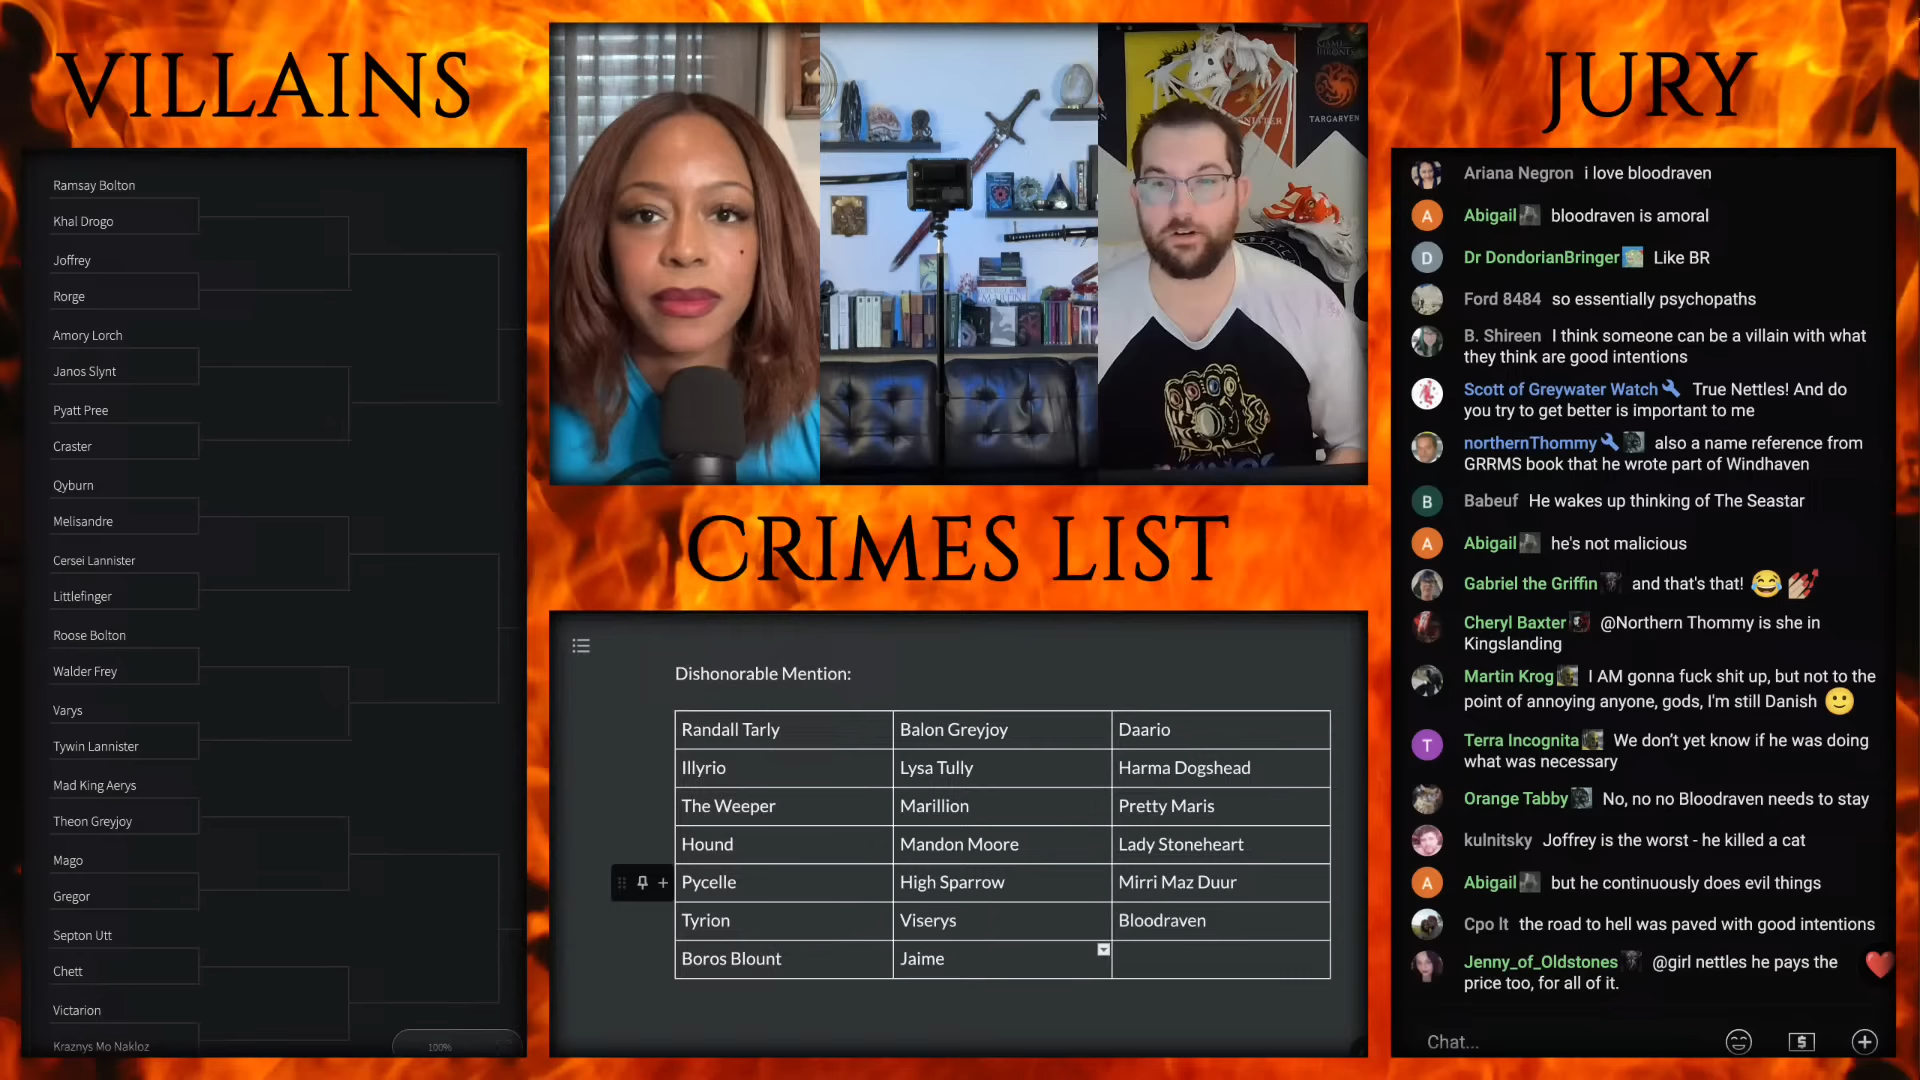 VILLAINS
Ramsay Bolton
Khal Drogo
Joffrey
Rorge
Amory Lorch
Janos Slynt
Pyatt Pree
Craster
Qyburn
Melisandre
Cersei Lannister
Littlefinger
Roose Bolton
Walder Frey
Varys
Tywin Lannister
Mad King Aerys
Theon Greyjoy
Mago
Gregor
Septon Utt
Chett
Victarion
Kraznys Mo Nakloz
100%
TARGARYEN
MARTIN
CRIMES LIST
Dishonorable Mention:
Randall Tarly Balon Greyjoy Daario
Illyrio Lysa Tully Harma Dogshead
The Weeper Marillion Pretty Maris
Hound Mandon Moore Lady Stoneheart
Pycelle High Sparrow Mirri Maz Duur
Tyrion Viserys Bloodraven
Boros Blount Jaime
JURY
Ariana Negron i love bloodraven
A Abigail bloodraven is amoral
D Dr DondorianBringer Like BR
Ford 8484 so essentially psychopaths
B. Shireen I think someone can be a villain with what
they think are good intentions
Scott of Greywater Watch True Nettles! And do
you try to get better is important to me
northernThommy also a name reference from
GRRMS book that he wrote part of Windhaven
B Babeuf He wakes up thinking of The Seastar
A Abigail he's not malicious
Gabriel the Griffin and that's that! 😂 💅
Cheryl Baxter @Northern Thommy is she in
Kingslanding
Martin Krog I AM gonna fuck shit up, but not to the
point of annoying anyone, gods, I'm still Danish 🙂
T Terra Incognita We don't yet know if he was doing
what was necessary
Orange Tabby No, no no Bloodraven needs to stay
kulnitsky Joffrey is the worst - he killed a cat
A Abigail but he continuously does evil things
Cpo lt the road to hell was paved with good intentions
Jenny_of_Oldstones @girl nettles he pays the
price too, for all of it.
Chat...